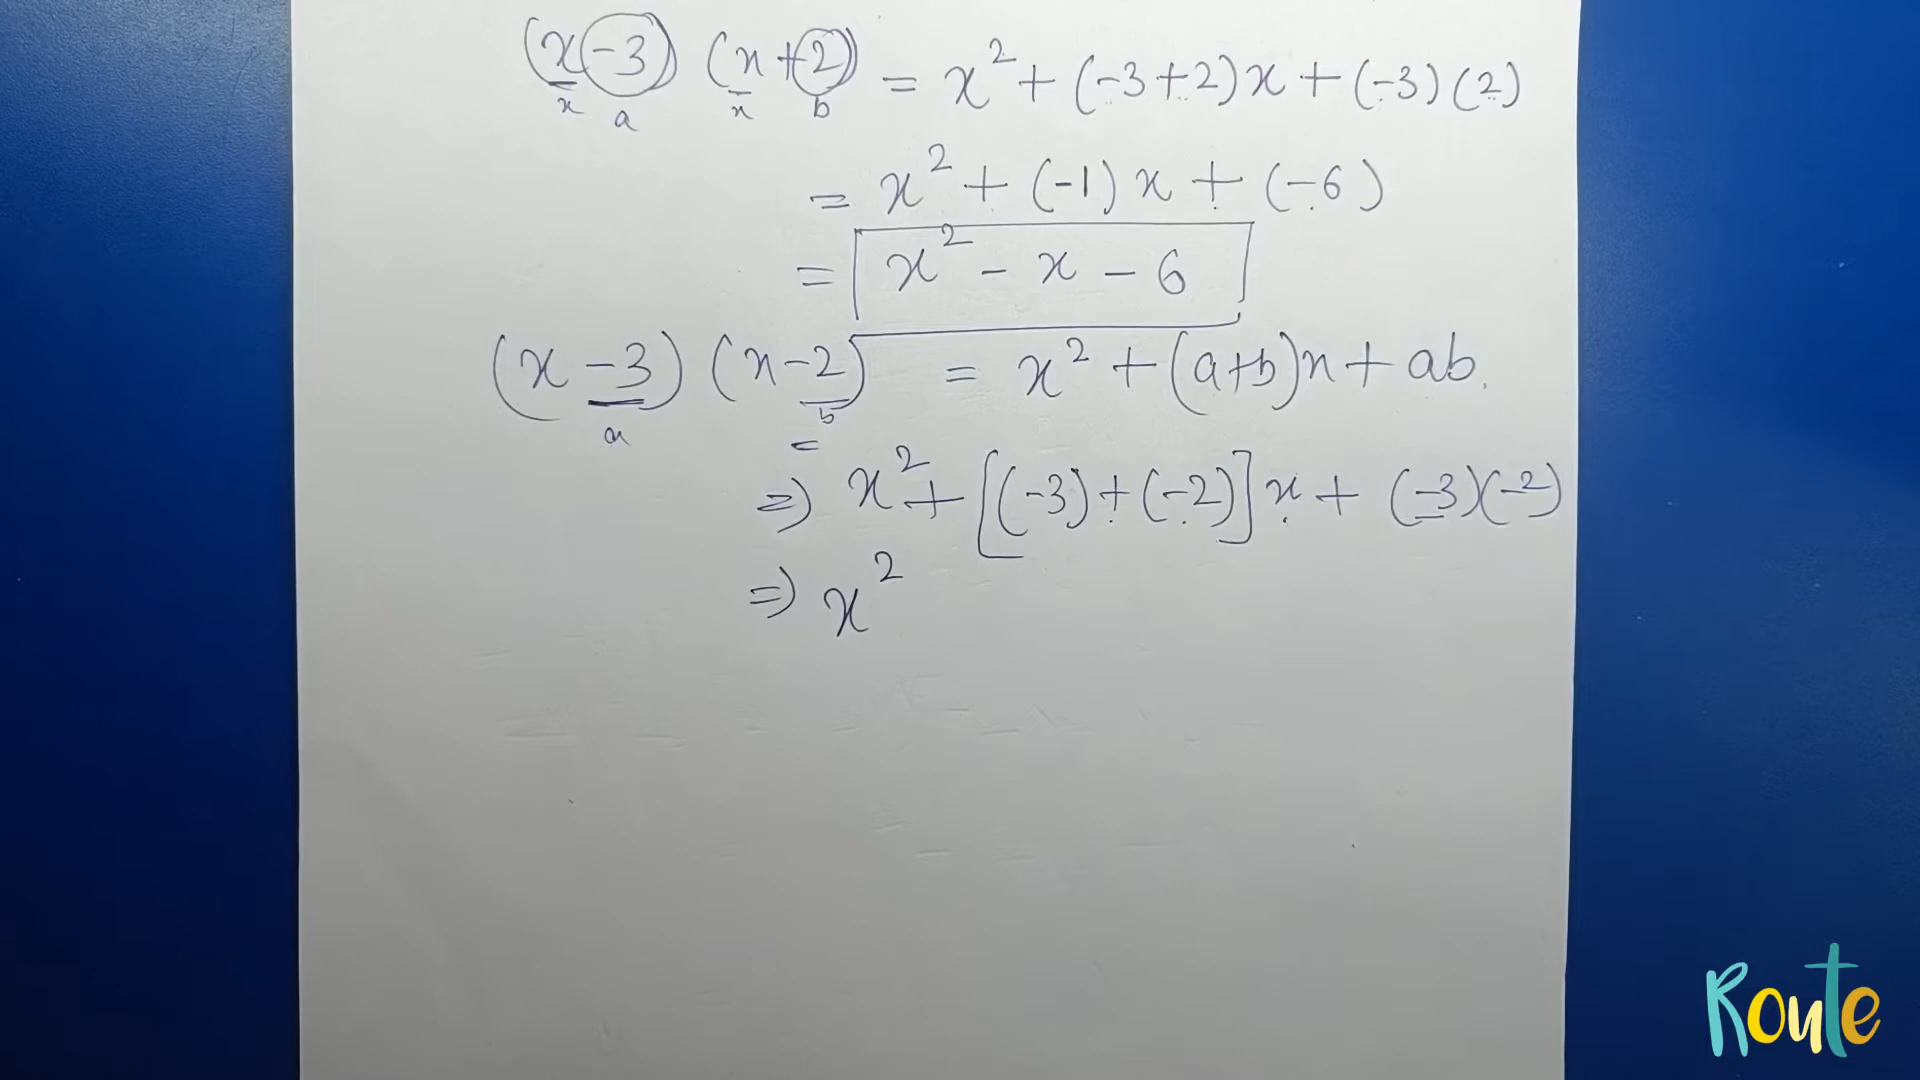 (x-3) (x+2) = x² + (-3+2)x + (-3)(2)
x a x b
= x² + (-1)x + (-6)
= x² - x - 6
(x-3) (x-2) = x² + (a+b)x + ab.
a b
=
⇒ x² + [(-3)+(-2)]x + (-3)(-2)
⇒ x²
Route